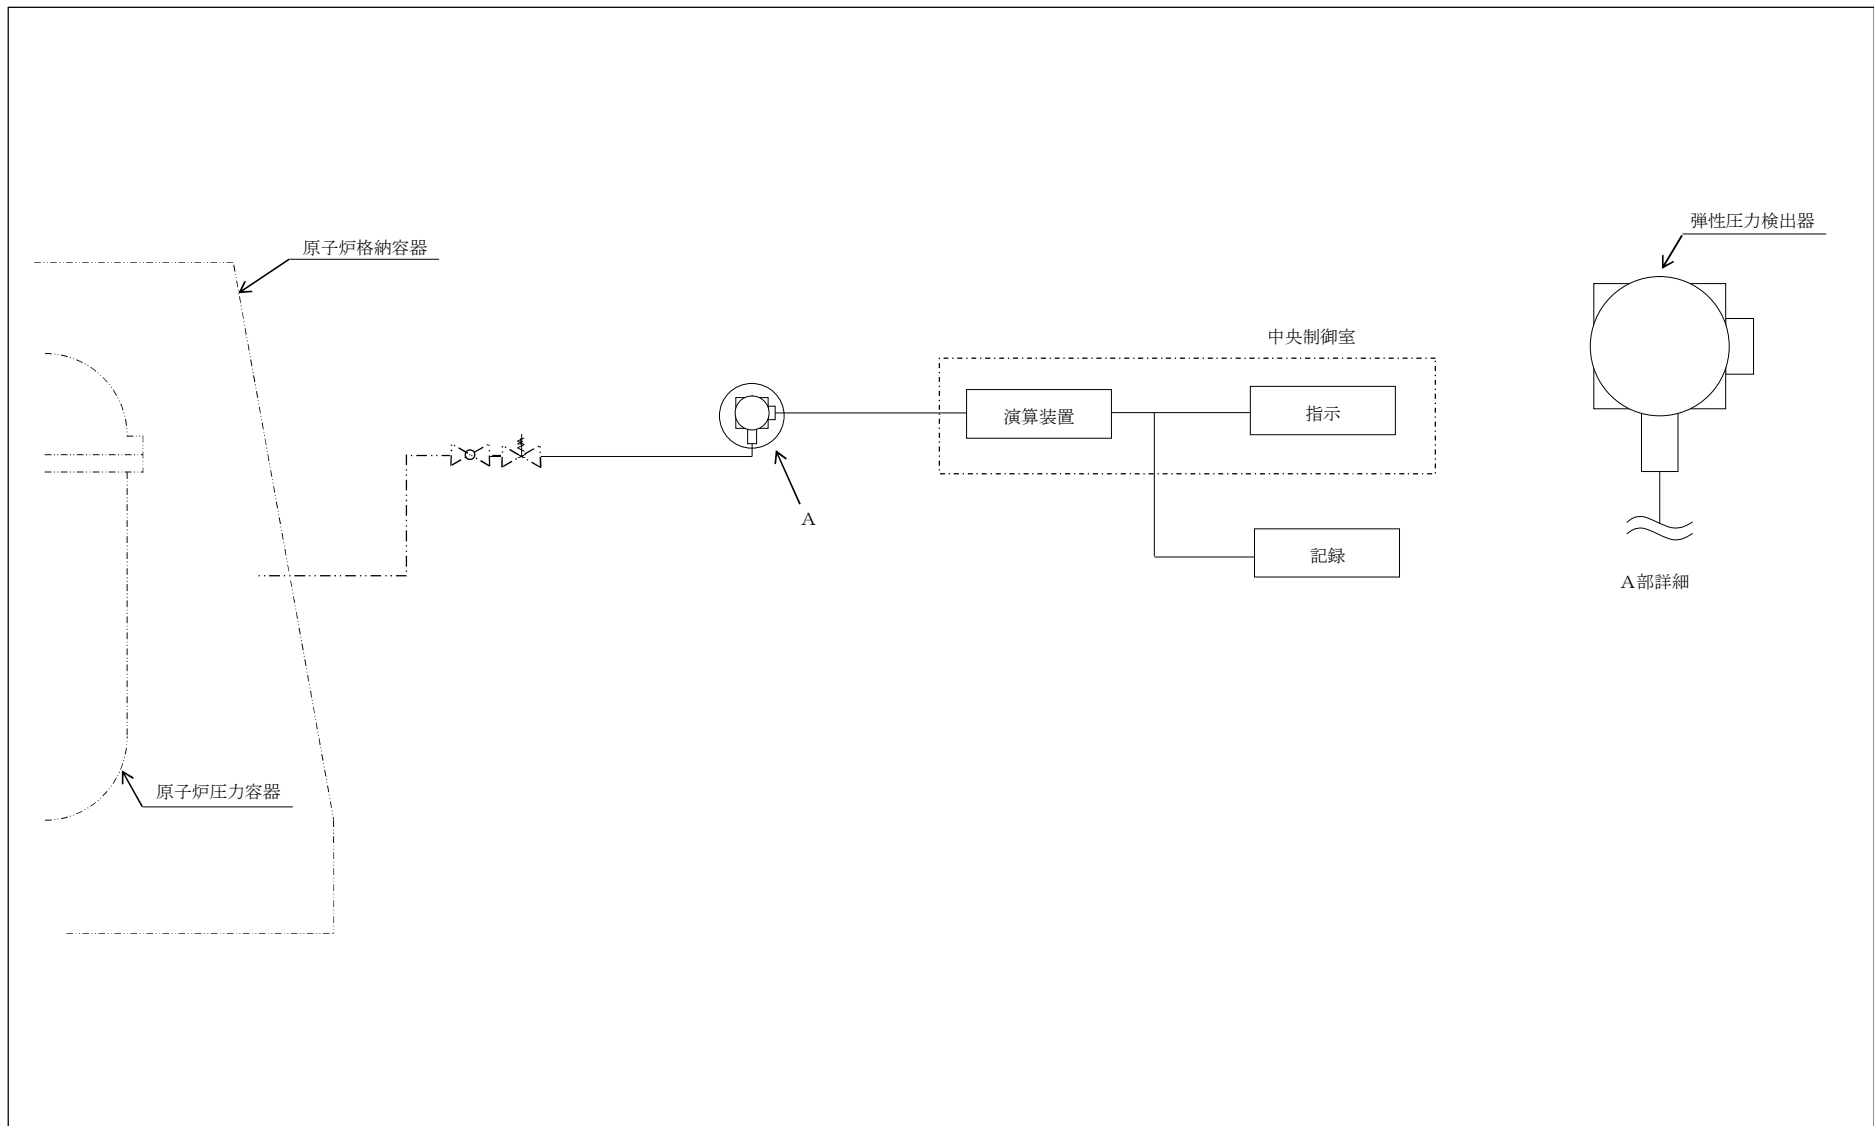 弾性圧力検出器
原子炉格納容器
中央制御室
演算装置
指示
A
記録
A部詳細
原子炉圧力容器